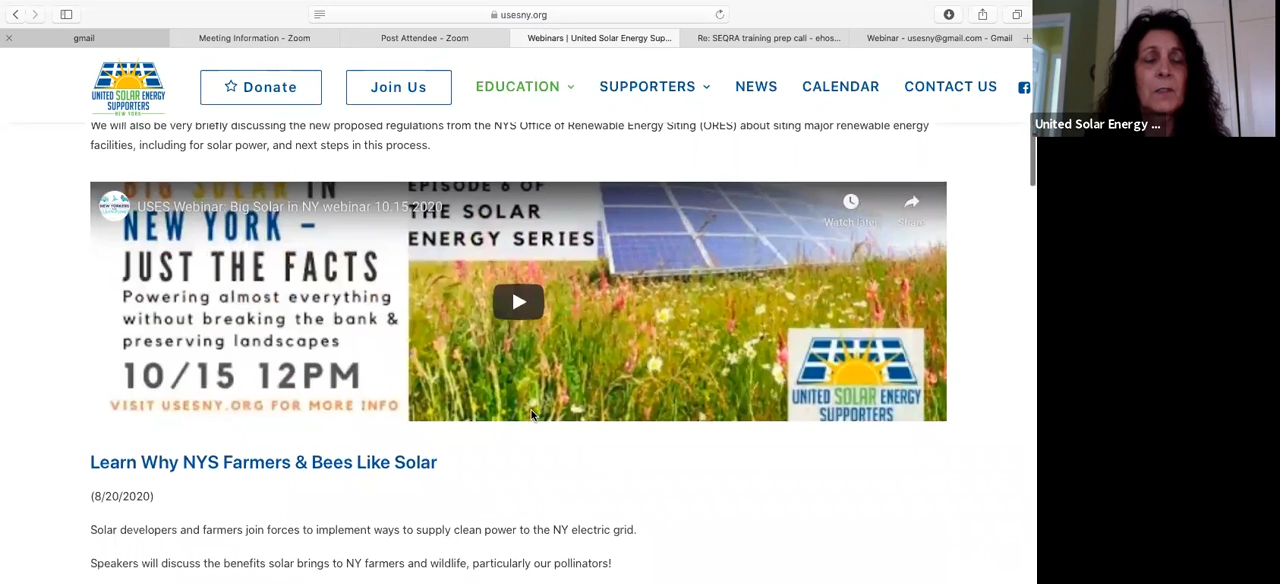 usesny.org
gmail
Meeting Information - Zoom
Post Attendee - Zoom
Webinars | United Solar Energy Sup...
Re: SEQRA training prep call - ehos...
Webinar - usesny@gmail.com - Gmail
UNITED SOLAR ENERGY
SUPPORTERS
NEW YORK
Donate
Join Us
EDUCATION
SUPPORTERS
NEWS
CALENDAR
CONTACT US
United Solar Energy ...
We will also be very briefly discussing the new proposed regulations from the NYS Office of Renewable Energy Siting (ORES) about siting major renewable energy
facilities, including for solar power, and next steps in this process.
USES Webinar: Big Solar in NY webinar 10.15.2020
Watch later
Share
BIG SOLAR IN
NEW YORK -
JUST THE FACTS
Powering almost everything
without breaking the bank &
preserving landscapes
10/15 12PM
VISIT USESNY.ORG FOR MORE INFO
EPISODE 6 OF
THE SOLAR
ENERGY SERIES
UNITED SOLAR ENERGY
SUPPORTERS
Learn Why NYS Farmers & Bees Like Solar
(8/20/2020)
Solar developers and farmers join forces to implement ways to supply clean power to the NY electric grid.
Speakers will discuss the benefits solar brings to NY farmers and wildlife, particularly our pollinators!